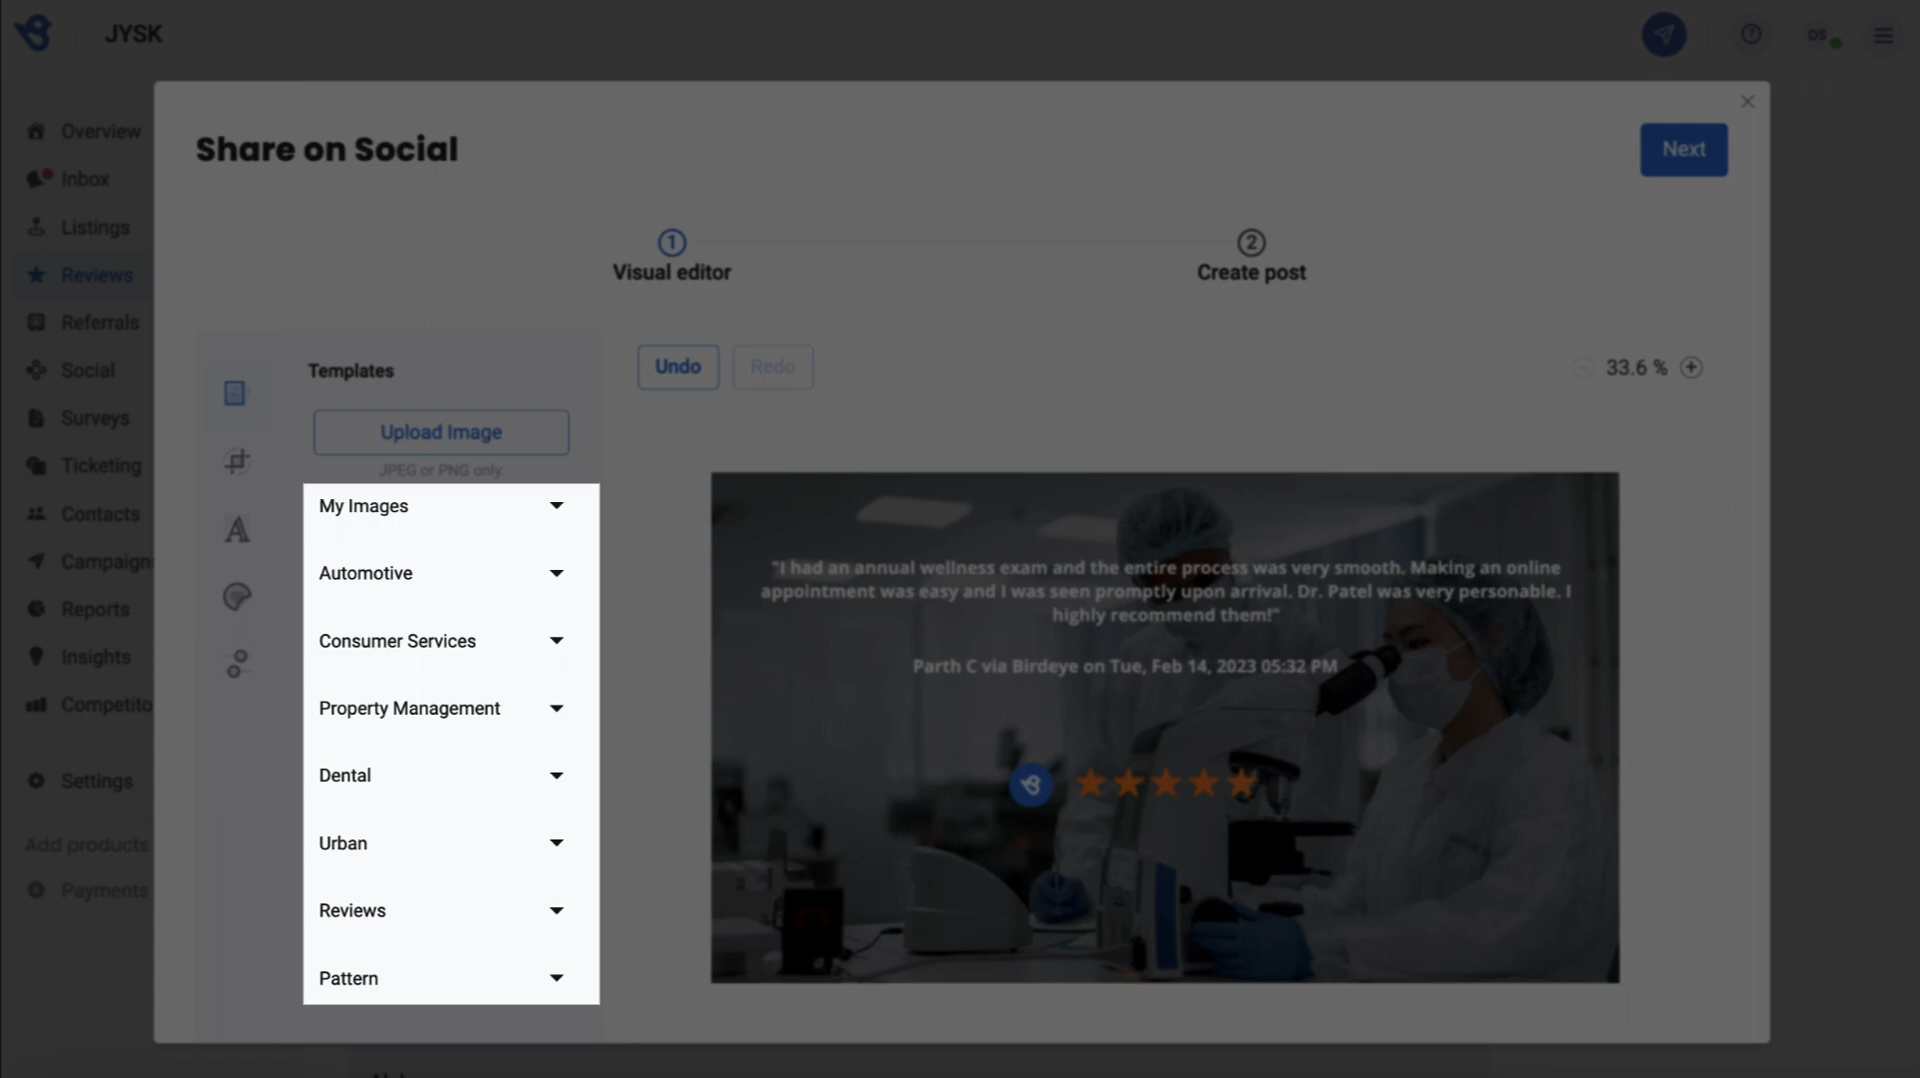 JYSK
DS
Overview
Inbox
Listings
Reviews
Referrals
Social
Surveys
Ticketing
Contacts
Campaigns
Reports
Insights
Competito
Settings
Add products
Payments
Share on Social
Next
1
Visual editor
2
Create post
Templates
Upload Image
JPEG or PNG only.
My Images
Automotive
Consumer Services
Property Management
Dental
Urban
Reviews
Pattern
Undo
Redo
33.6 %
"I had an annual wellness exam and the entire process was very smooth. Making an online
appointment was easy and I was seen promptly upon arrival. Dr. Patel was very personable. I
highly recommend them!"
Parth C via Birdeye on Tue, Feb 14, 2023 05:32 PM